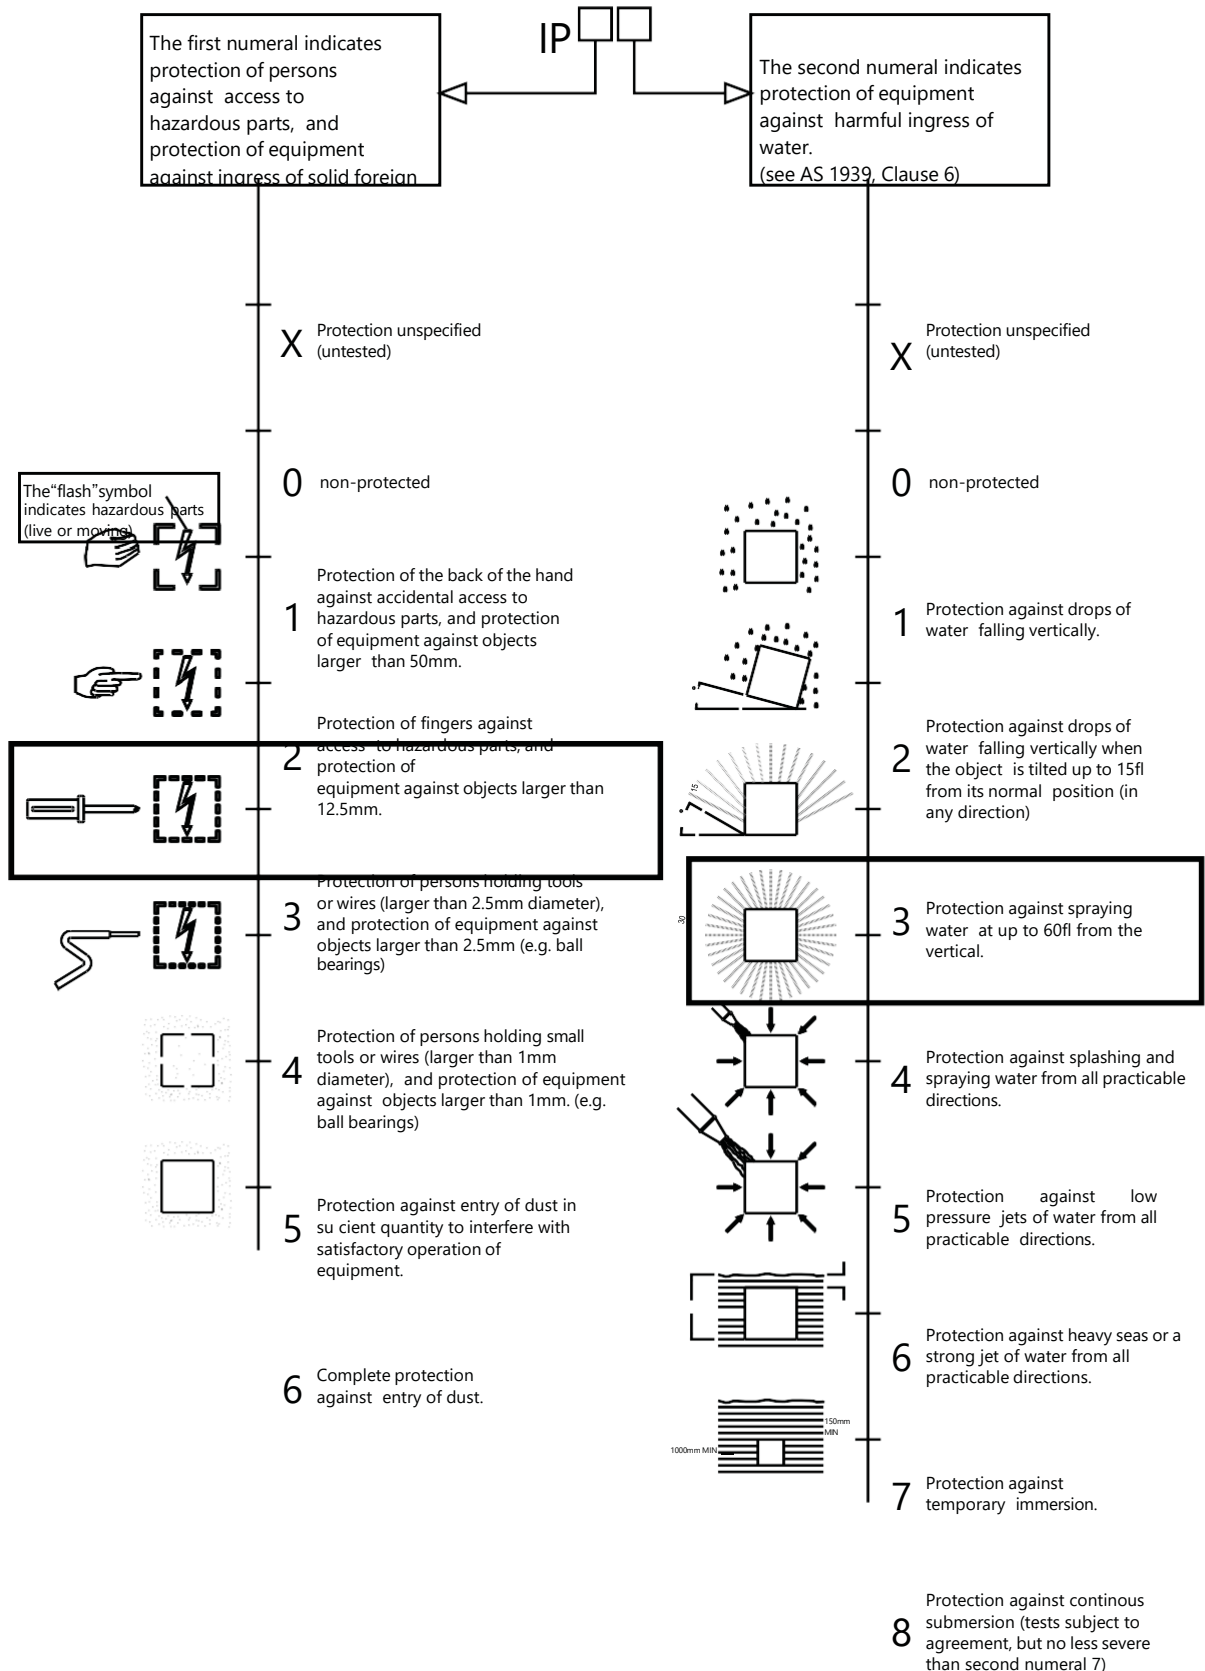 IP
The first numeral indicates
protection of persons
against access to
hazardous parts, and
protection of equipment
against ingress of solid foreign
The second numeral indicates
protection of equipment
against harmful ingress of
water.
(see AS 1939, Clause 6)
X
Protection unspecified
(untested)
0
non-protected
The“flash”symbol
indicates hazardous parts
(live or moving)
1
Protection of the back of the hand
against accidental access to
hazardous parts, and protection
of equipment against objects
larger than 50mm.
2
Protection of fingers against
access to hazardous parts, and
protection of
equipment against objects larger than
12.5mm.
3
Protection of persons holding tools
or wires (larger than 2.5mm diameter),
and protection of equipment against
objects larger than 2.5mm (e.g. ball
bearings)
4
Protection of persons holding small
tools or wires (larger than 1mm
diameter), and protection of equipment
against objects larger than 1mm. (e.g.
ball bearings)
5
Protection against entry of dust in
su cient quantity to interfere with
satisfactory operation of
equipment.
6
Complete protection
against entry of dust.
X
Protection unspecified
(untested)
0
non-protected
1
Protection against drops of
water falling vertically.
2
Protection against drops of
water falling vertically when
the object is tilted up to 15fl
from its normal position (in
any direction)
15
3
Protection against spraying
water at up to 60fl from the
vertical.
30
4
Protection against splashing and
spraying water from all practicable
directions.
5
Protection against low
pressure jets of water from all
practicable directions.
6
Protection against heavy seas or a
strong jet of water from all
practicable directions.
150mm
MIN
1000mm MIN
7
Protection against
temporary immersion.
8
Protection against continous
submersion (tests subject to
agreement, but no less severe
than second numeral 7)